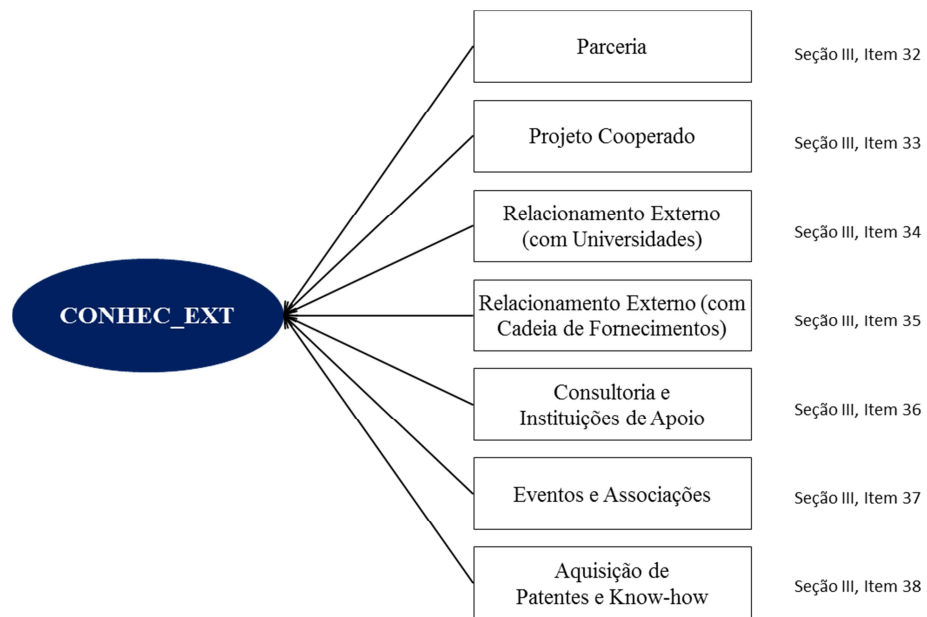 Parceria
Seção III, Item 32
Projeto Cooperado
Seção III, Item 33
Relacionamento Externo
(com Universidades)
Seção III, Item 34
CONHEC_EXT
Relacionamento Externo (com
Cadeia de Fornecimentos)
Seção III, Item 35
Consultoria e
Instituições de Apoio
Seção III, Item 36
Eventos e Associações
Seção III, Item 37
Aquisição de
Patentes e Know-how
Seção III, Item 38